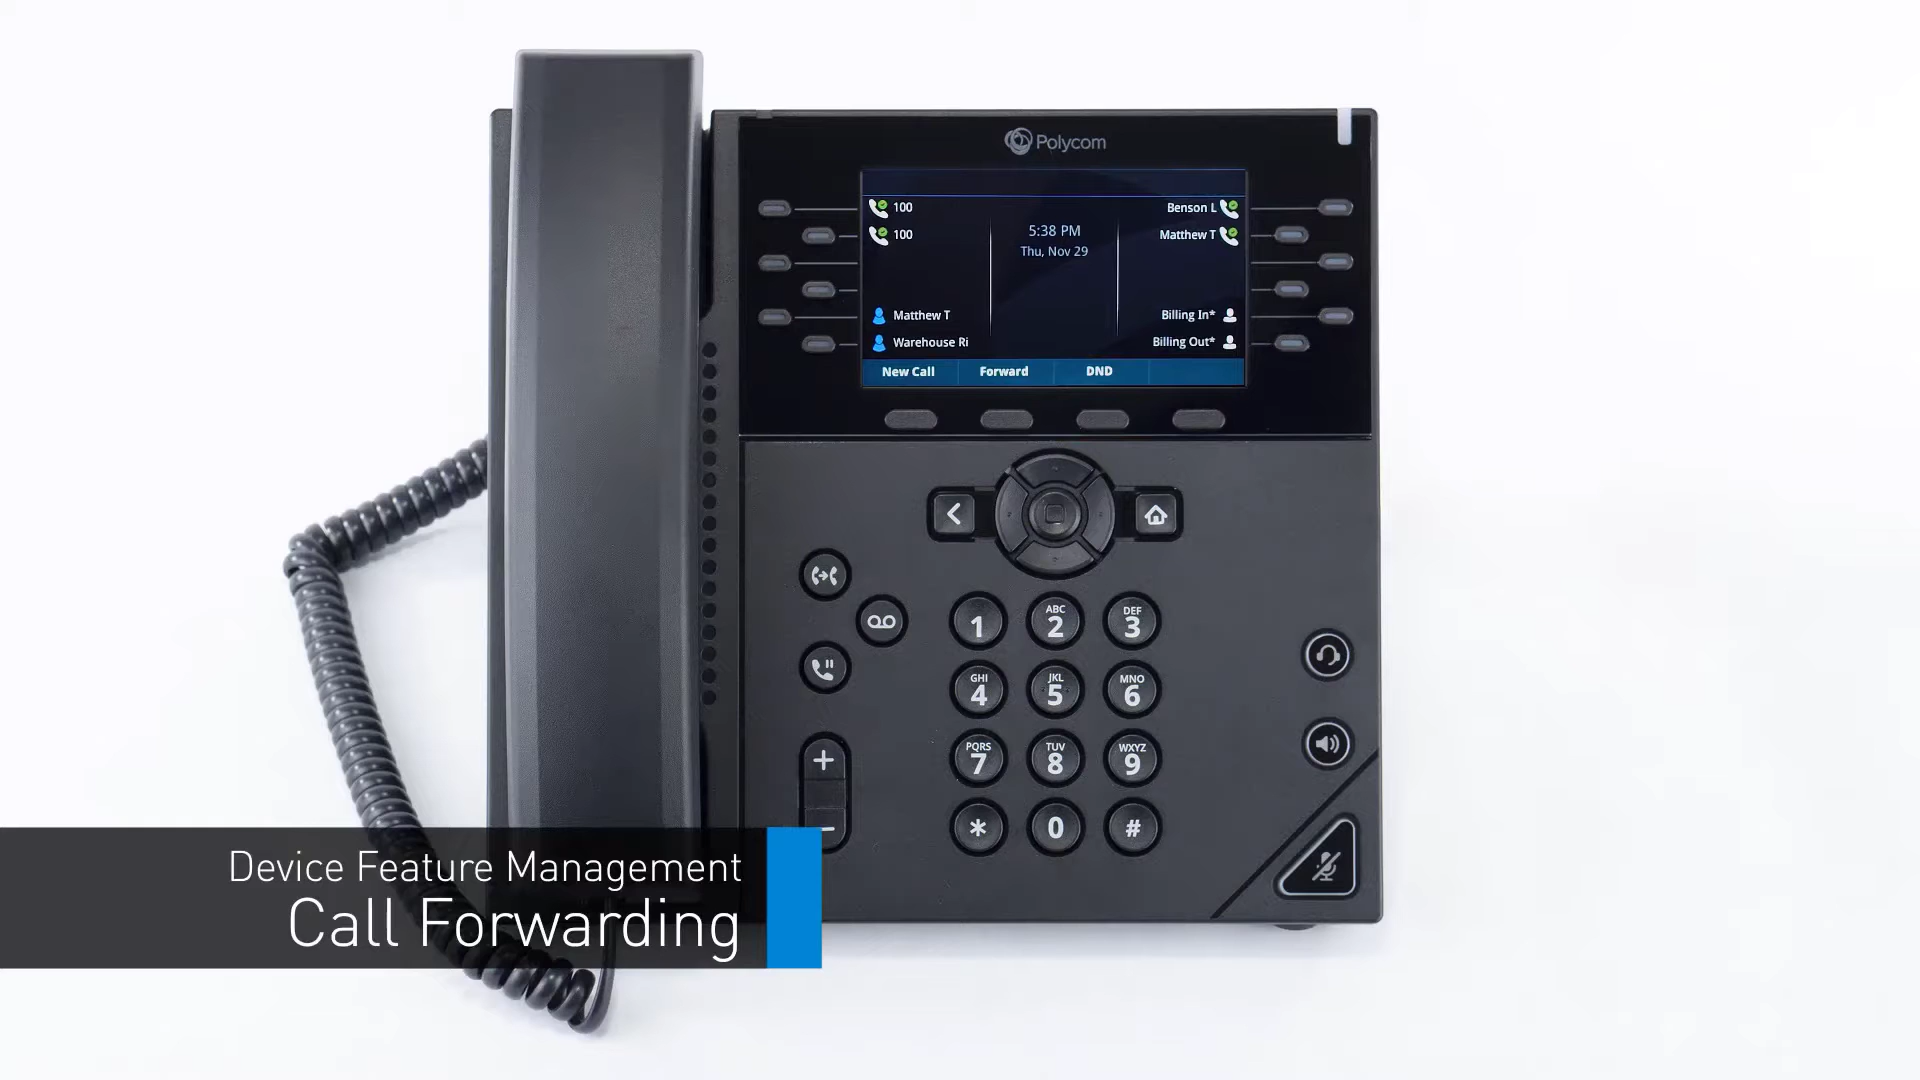 Polycom
100
Benson L
100
Matthew T
5:38 PM
Thu, Nov 29
Matthew T
Billing In*
Warehouse Ri
Billing Out*
New Call Forward DND
1 ABC 2 DEF 3
GHI 4 JKL 5 MNO 6
PQRS 7 TUV 8 WXYZ 9
* 0 #
+
−
Device Feature Management
Call Forwarding